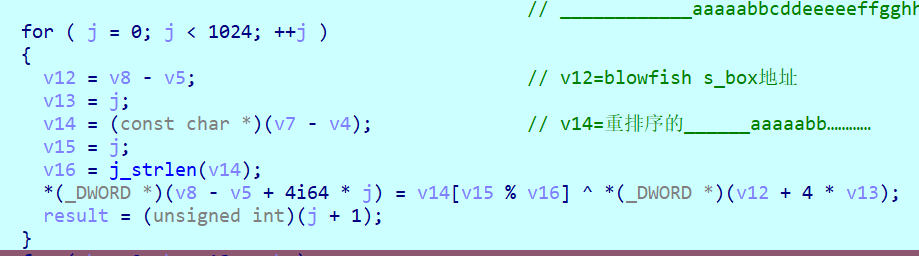 // ____________aaaaabbcddeeeeeffgghh
for ( j = 0; j < 1024; ++j )
{
v12 = v8 - v5; // v12=blowfish s_box地址
v13 = j;
v14 = (const char *)(v7 - v4); // v14=重排序的______aaaaabb…………
v15 = j;
v16 = j_strlen(v14);
*(_DWORD *)(v8 - v5 + 4i64 * j) = v14[v15 % v16] ^ *(_DWORD *)(v12 + 4 * v13);
result = (unsigned int)(j + 1);
}